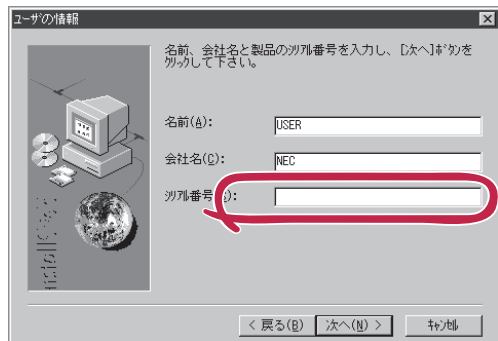 ユーザの情報
名前、会社名と製品のｼﾘｱﾙ番号を入力し、[次へ]ﾎﾞﾀﾝを
ｸﾘｯｸして下さい。
名前(A):
USER
会社名(C):
NEC
ｼﾘｱﾙ番号(S):
InstallShield
< 戻る(B)
次へ(N) >
ｷｬﾝｾﾙ